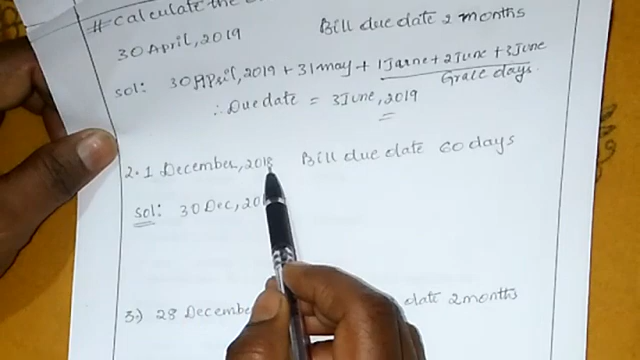 # Calculate the
30 April, 2019 Bill due date 2 months
Sol: 30 April, 2019 + 31 may + 1 June + 2 June + 3 June
Grace days
∴ Due date = 3 June, 2019
2. 1 December, 2018 Bill due date 60 days
Sol: 30 Dec, 20
3) 28 Decembe date 2 months